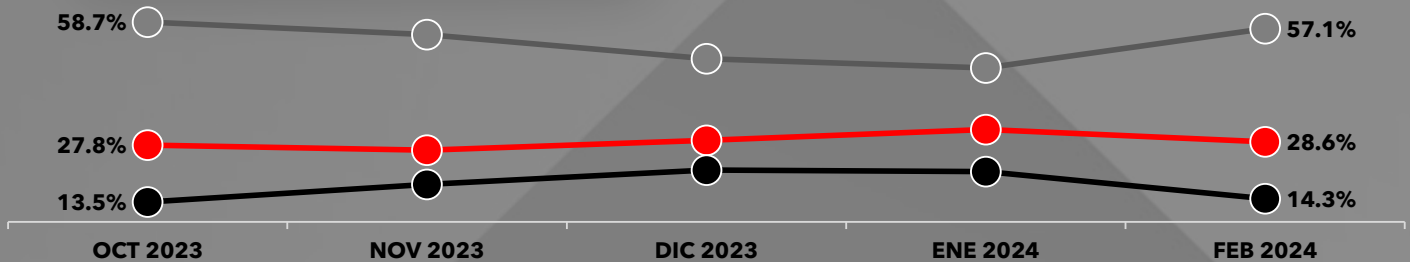 58.7%
57.1%
27.8%
28.6%
13.5%
14.3%
OCT 2023
NOV 2023
DIC 2023
ENE 2024
FEB 2024